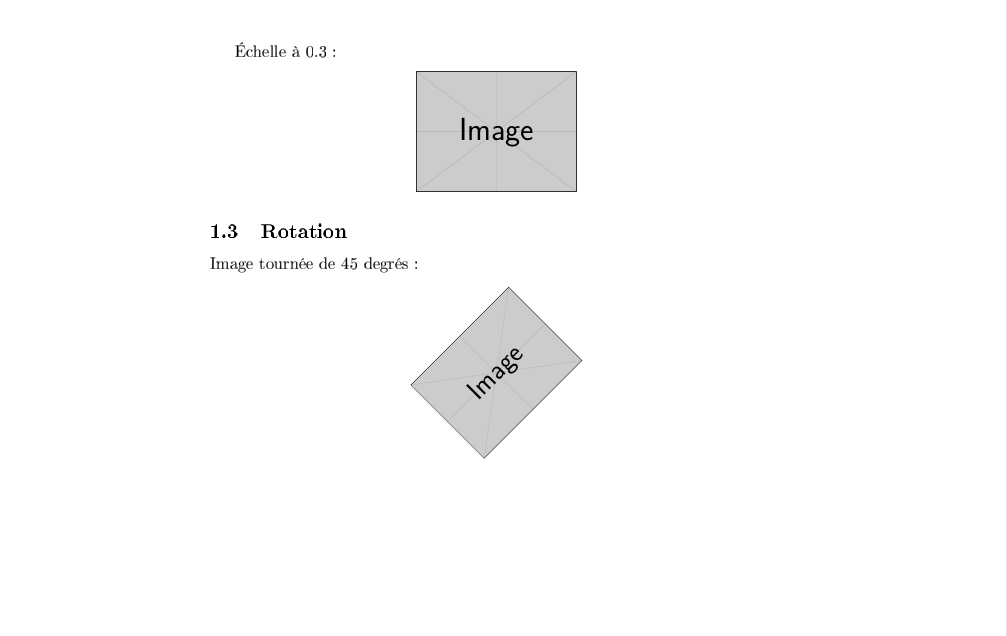 Échelle à 0.3 :
Image
1.3 Rotation
Image tournée de 45 degrés :
Image